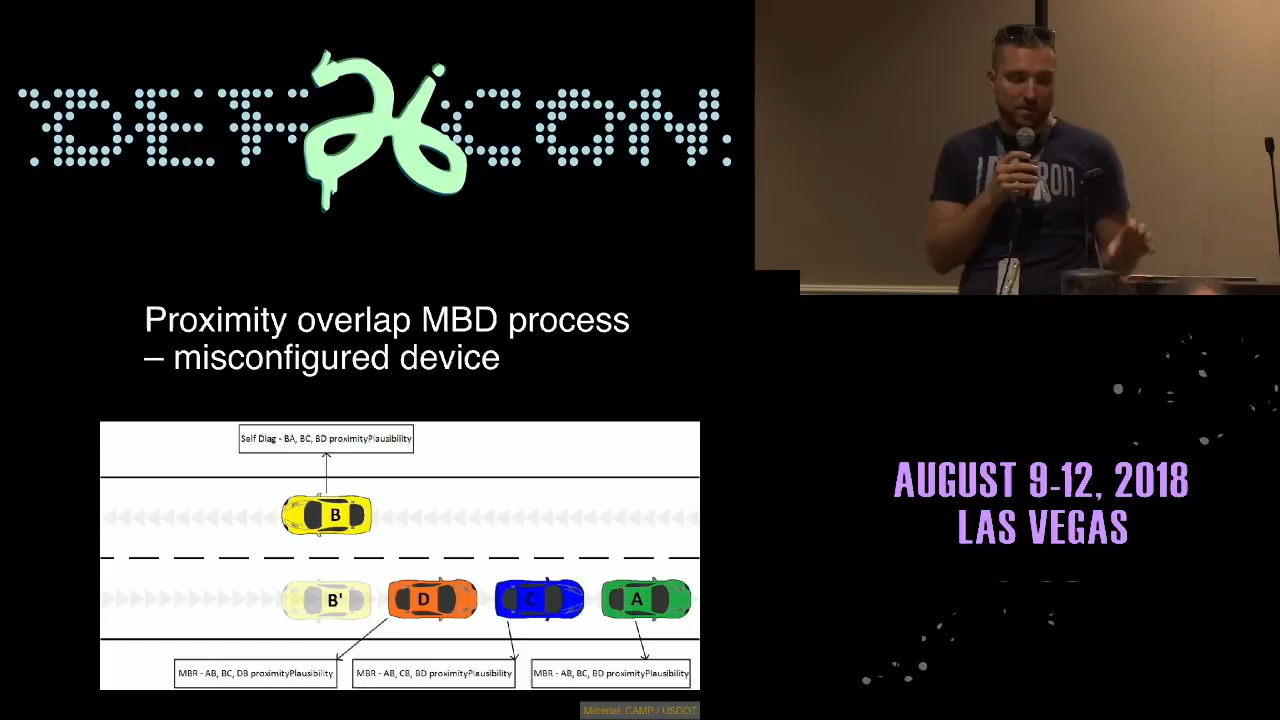 DEF CON
26
Proximity overlap MBD process
– misconfigured device
Self Diag - BA, BC, BD proximityPlausibility
B
B'
D
C
A
MBR - AB, BC, DB proximityPlausibility
MBR - AB, CB, BD proximityPlausibility
MBR - AB, BC, BD proximityPlausibility
Material: CAMP / USDOT
AUGUST 9-12, 2018
LAS VEGAS